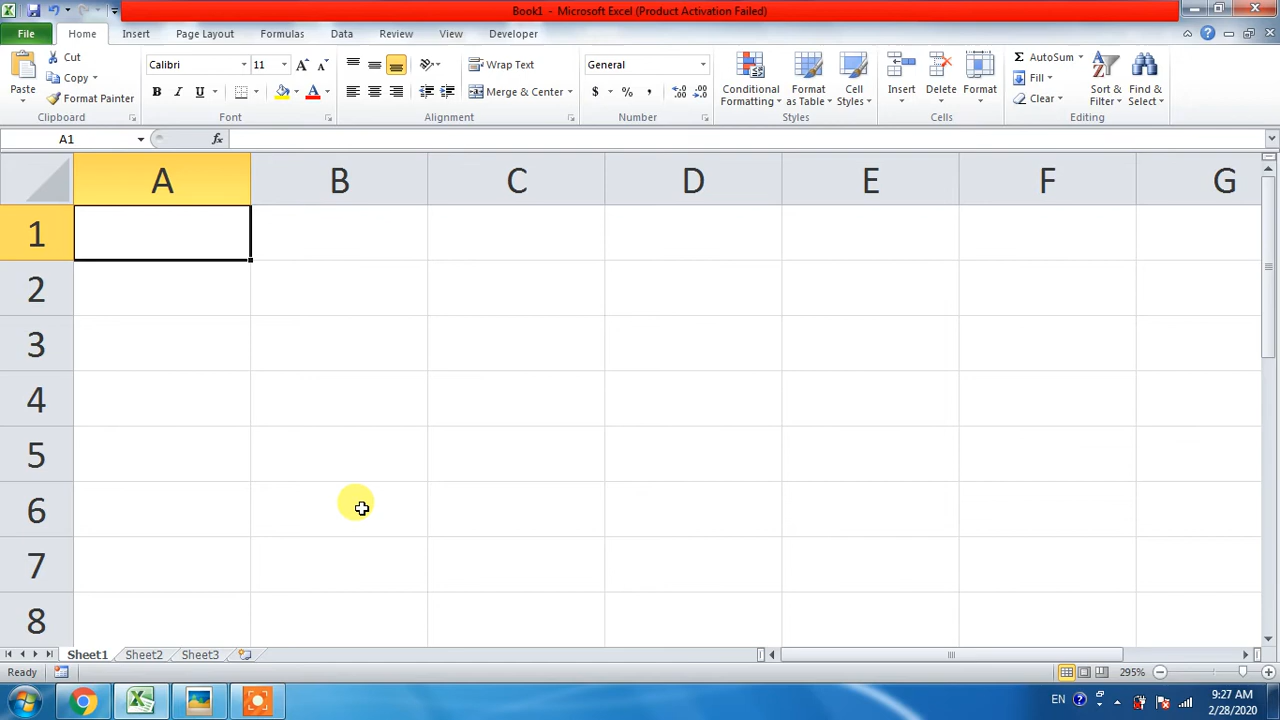 Book1 - Microsoft Excel (Product Activation Failed)
File Home Insert Page Layout Formulas Data Review View Developer
Paste
Cut
Copy
Format Painter
Clipboard
Calibri 11
B I U
Font
Wrap Text
Merge & Center
Alignment
General
$ % ,
Number
Conditional Formatting
Format as Table
Cell Styles
Styles
Insert Delete Format
Cells
Σ AutoSum
Fill
Clear
Sort & Filter
Find & Select
Editing
A1 fx
A B C D E F G
1
2
3
4
5
6
7
8
Sheet1 Sheet2 Sheet3
Ready 295%
EN 9:27 AM
2/28/2020